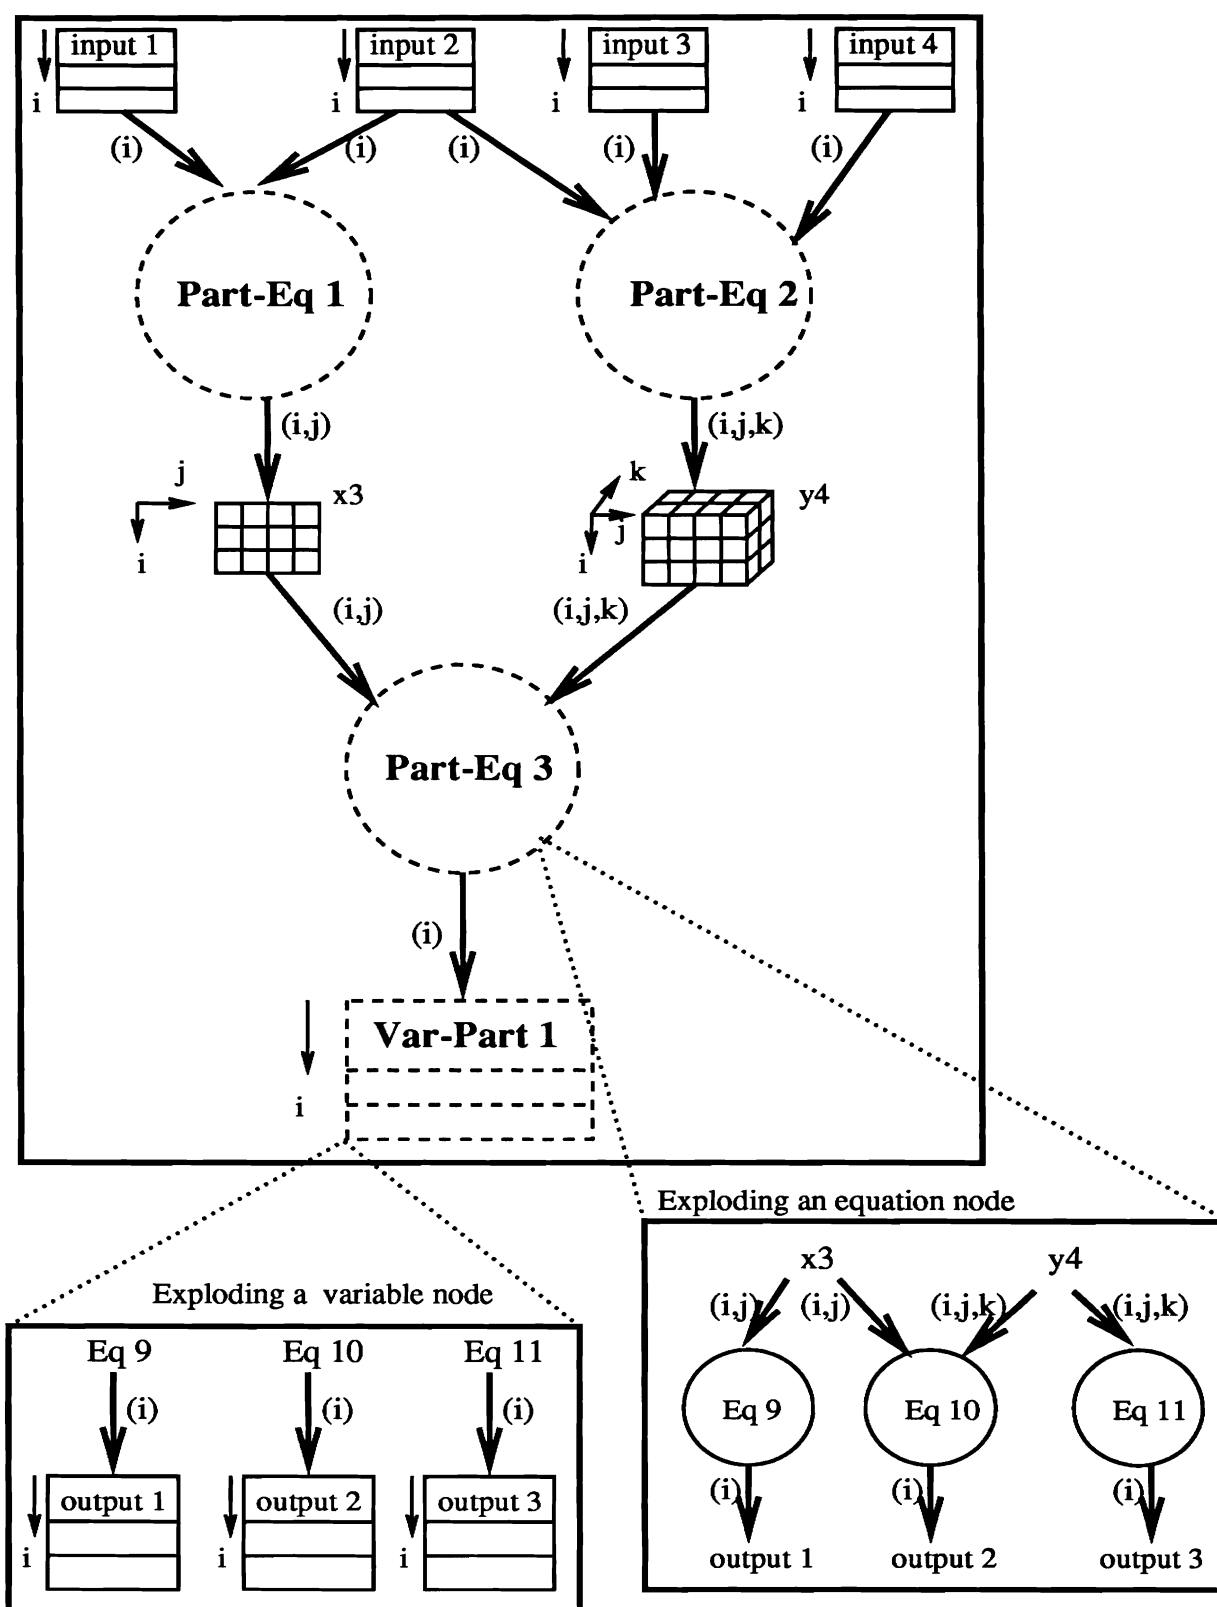 input 1
input 2
input 3
input 4
i
i
i
i
(i)
(i)
(i)
(i)
(i)
Part-Eq 1
Part-Eq 2
(i,j)
(i,j,k)
j
x3
k
y4
j
i
i
(i,j)
(i,j,k)
Part-Eq 3
(i)
Var-Part 1
i
Exploding an equation node
x3
y4
(i,j)
(i,j)
(i,j,k)
(i,j,k)
Eq 9
Eq 10
Eq 11
(i)
(i)
(i)
output 1
output 2
output 3
Exploding a variable node
Eq 9
Eq 10
Eq 11
(i)
(i)
(i)
output 1
output 2
output 3
i
i
i